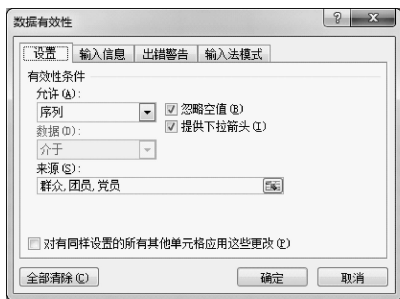 数据有效性
设置 输入信息 出错警告 输入法模式
有效性条件
允许(A):
序列 忽略空值(B)
数据(D): 提供下拉箭头(I)
介于
来源(S):
群众,团员,党员
对有同样设置的所有其他单元格应用这些更改(P)
全部清除(C) 确定 取消